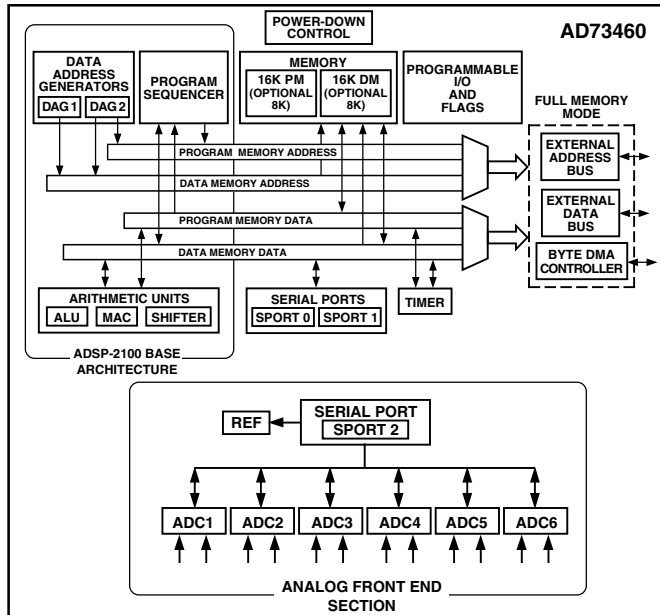 POWER-DOWN
CONTROL
AD73460
DATA
ADDRESS
GENERATORS
DAG 1
DAG 2
PROGRAM
SEQUENCER
MEMORY
16K PM
(OPTIONAL
8K)
16K DM
(OPTIONAL
8K)
PROGRAMMABLE
I/O
AND
FLAGS
FULL MEMORY
MODE
PROGRAM MEMORY ADDRESS
DATA MEMORY ADDRESS
PROGRAM MEMORY DATA
DATA MEMORY DATA
EXTERNAL
ADDRESS
BUS
EXTERNAL
DATA
BUS
BYTE DMA
CONTROLLER
ARITHMETIC UNITS
ALU
MAC
SHIFTER
SERIAL PORTS
SPORT 0
SPORT 1
TIMER
ADSP-2100 BASE
ARCHITECTURE
REF
SERIAL PORT
SPORT 2
ADC1
ADC2
ADC3
ADC4
ADC5
ADC6
ANALOG FRONT END
SECTION